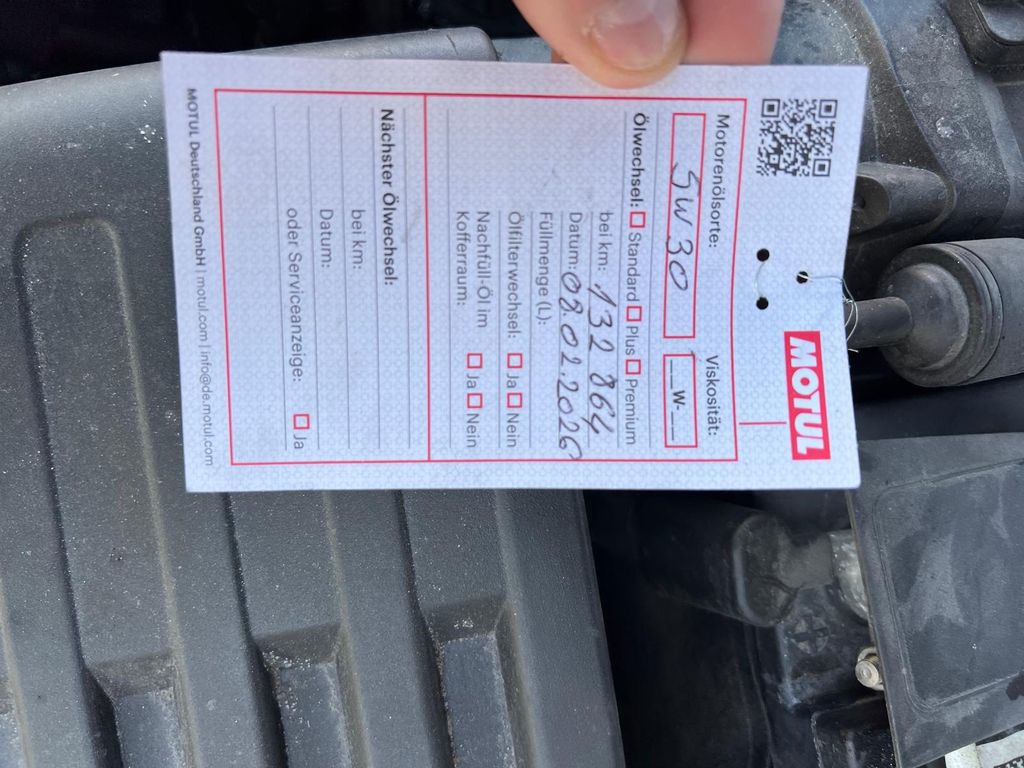 MOTUL
Motorenölsorte: Viskosität:
5W30 __W-__
Ölwechsel: Standard Plus Premium
bei km: 132 864
Datum: 08.02.2026
Füllmenge (L):
Ölfilterwechsel: Ja Nein
Nachfüll-Öl im
Kofferraum: Ja Nein
Nächster Ölwechsel:
bei km:
Datum:
oder Serviceanzeige: Ja
MOTUL Deutschland GmbH | motul.com | info@de.motul.com